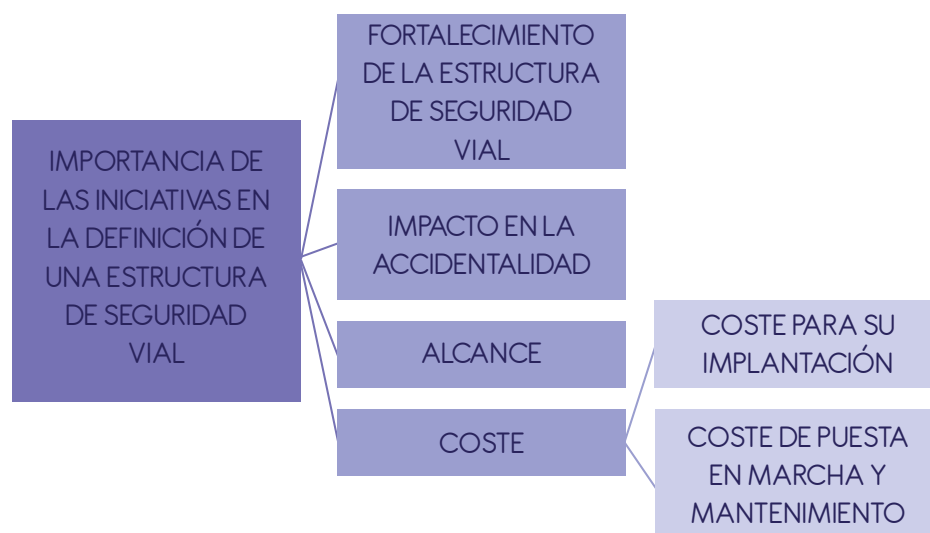 IMPORTANCIA DE
LAS INICIATIVAS EN
LA DEFINICIÓN DE
UNA ESTRUCTURA
DE SEGURIDAD
VIAL
FORTALECIMIENTO
DE LA ESTRUCTURA
DE SEGURIDAD
VIAL
IMPACTO EN LA
ACCIDENTALIDAD
ALCANCE
COSTE
COSTE PARA SU
IMPLANTACIÓN
COSTE DE PUESTA
EN MARCHA Y
MANTENIMIENTO